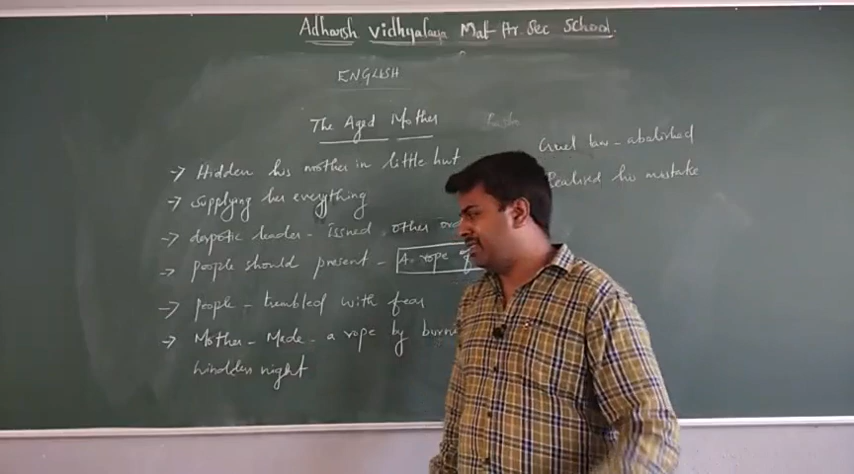 Adharsh vidhyalaya Mat Hr. Sec School.
ENGLISH
The Aged Mother
→ Hidden his mother in little hut
→ Supplying her everything
→ despotic leader - Issued, other
→ people should present - A rope
→ people - trembled with fear
→ Mother - Made - a rope by
night
Cruel law - abolished
Realised his mistake